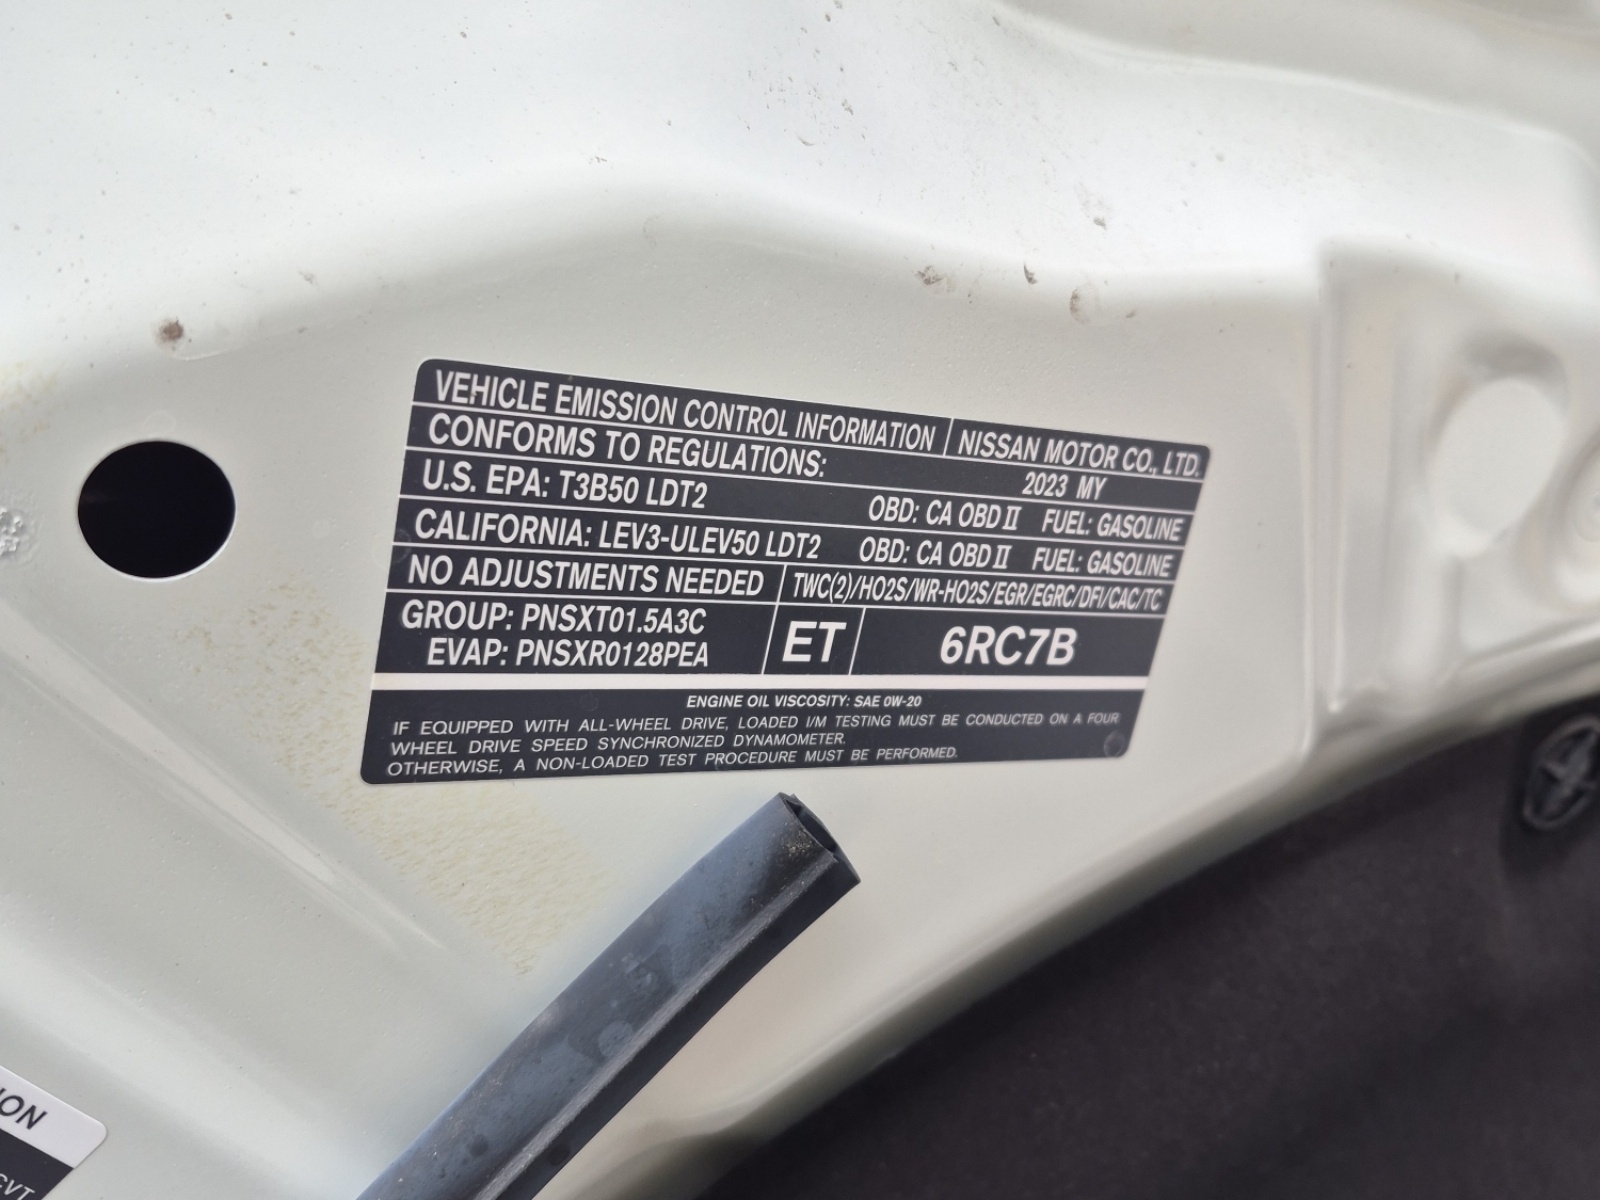 VEHICLE EMISSION CONTROL INFORMATION NISSAN MOTOR CO., LTD.
CONFORMS TO REGULATIONS: 2023 MY
U.S. EPA: T3B50 LDT2 OBD: CA OBD II FUEL: GASOLINE
CALIFORNIA: LEV3-ULEV50 LDT2 OBD: CA OBD II FUEL: GASOLINE
NO ADJUSTMENTS NEEDED TWC(2)/HO2S/WR-HO2S/EGR/EGRC/DFI/CAC/TC
GROUP: PNSXT01.5A3C
EVAP: PNSXR0128PEA
ET 6RC7B
ENGINE OIL VISCOSITY: SAE 0W-20
IF EQUIPPED WITH ALL-WHEEL DRIVE, LOADED I/M TESTING MUST BE CONDUCTED ON A FOUR
WHEEL DRIVE SPEED SYNCHRONIZED DYNAMOMETER.
OTHERWISE, A NON-LOADED TEST PROCEDURE MUST BE PERFORMED.
ION
CVT